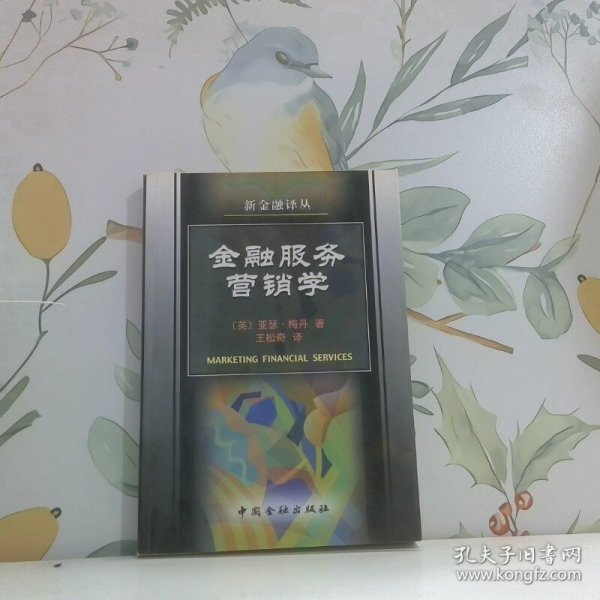 新金融译丛
金融服务
营销学
〔英〕亚瑟·梅丹 著
王松奇 译
MARKETING FINANCIAL SERVICES
中国金融出版社
孔夫子旧书网
www.kongfz.com